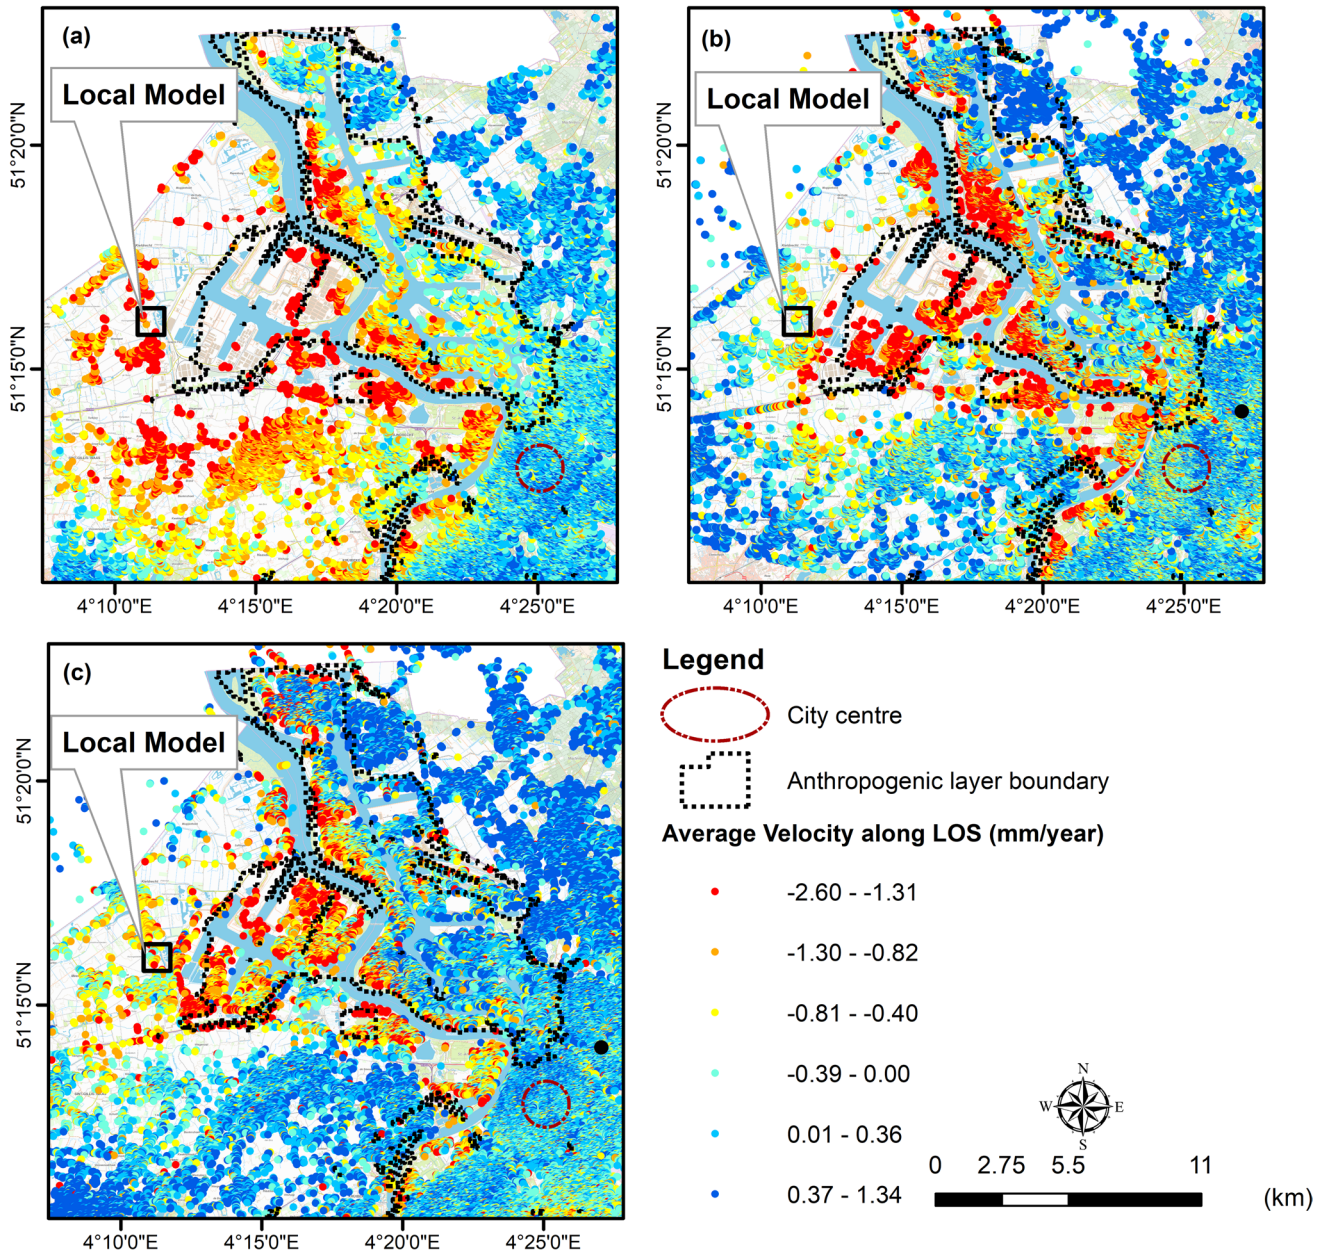 (a)
Local Model
51°20'0"N
51°15'0"N
4°10'0"E 4°15'0"E 4°20'0"E 4°25'0"E
(b)
Local Model
51°20'0"N
51°15'0"N
4°10'0"E 4°15'0"E 4°20'0"E 4°25'0"E
(c)
Local Model
51°20'0"N
51°15'0"N
4°10'0"E 4°15'0"E 4°20'0"E 4°25'0"E
Legend
City centre
Anthropogenic layer boundary
Average Velocity along LOS (mm/year)
-2.60 - -1.31
-1.30 - -0.82
-0.81 - -0.40
-0.39 - 0.00
0.01 - 0.36
0.37 - 1.34
N
W E
S
0 2.75 5.5 11
(km)